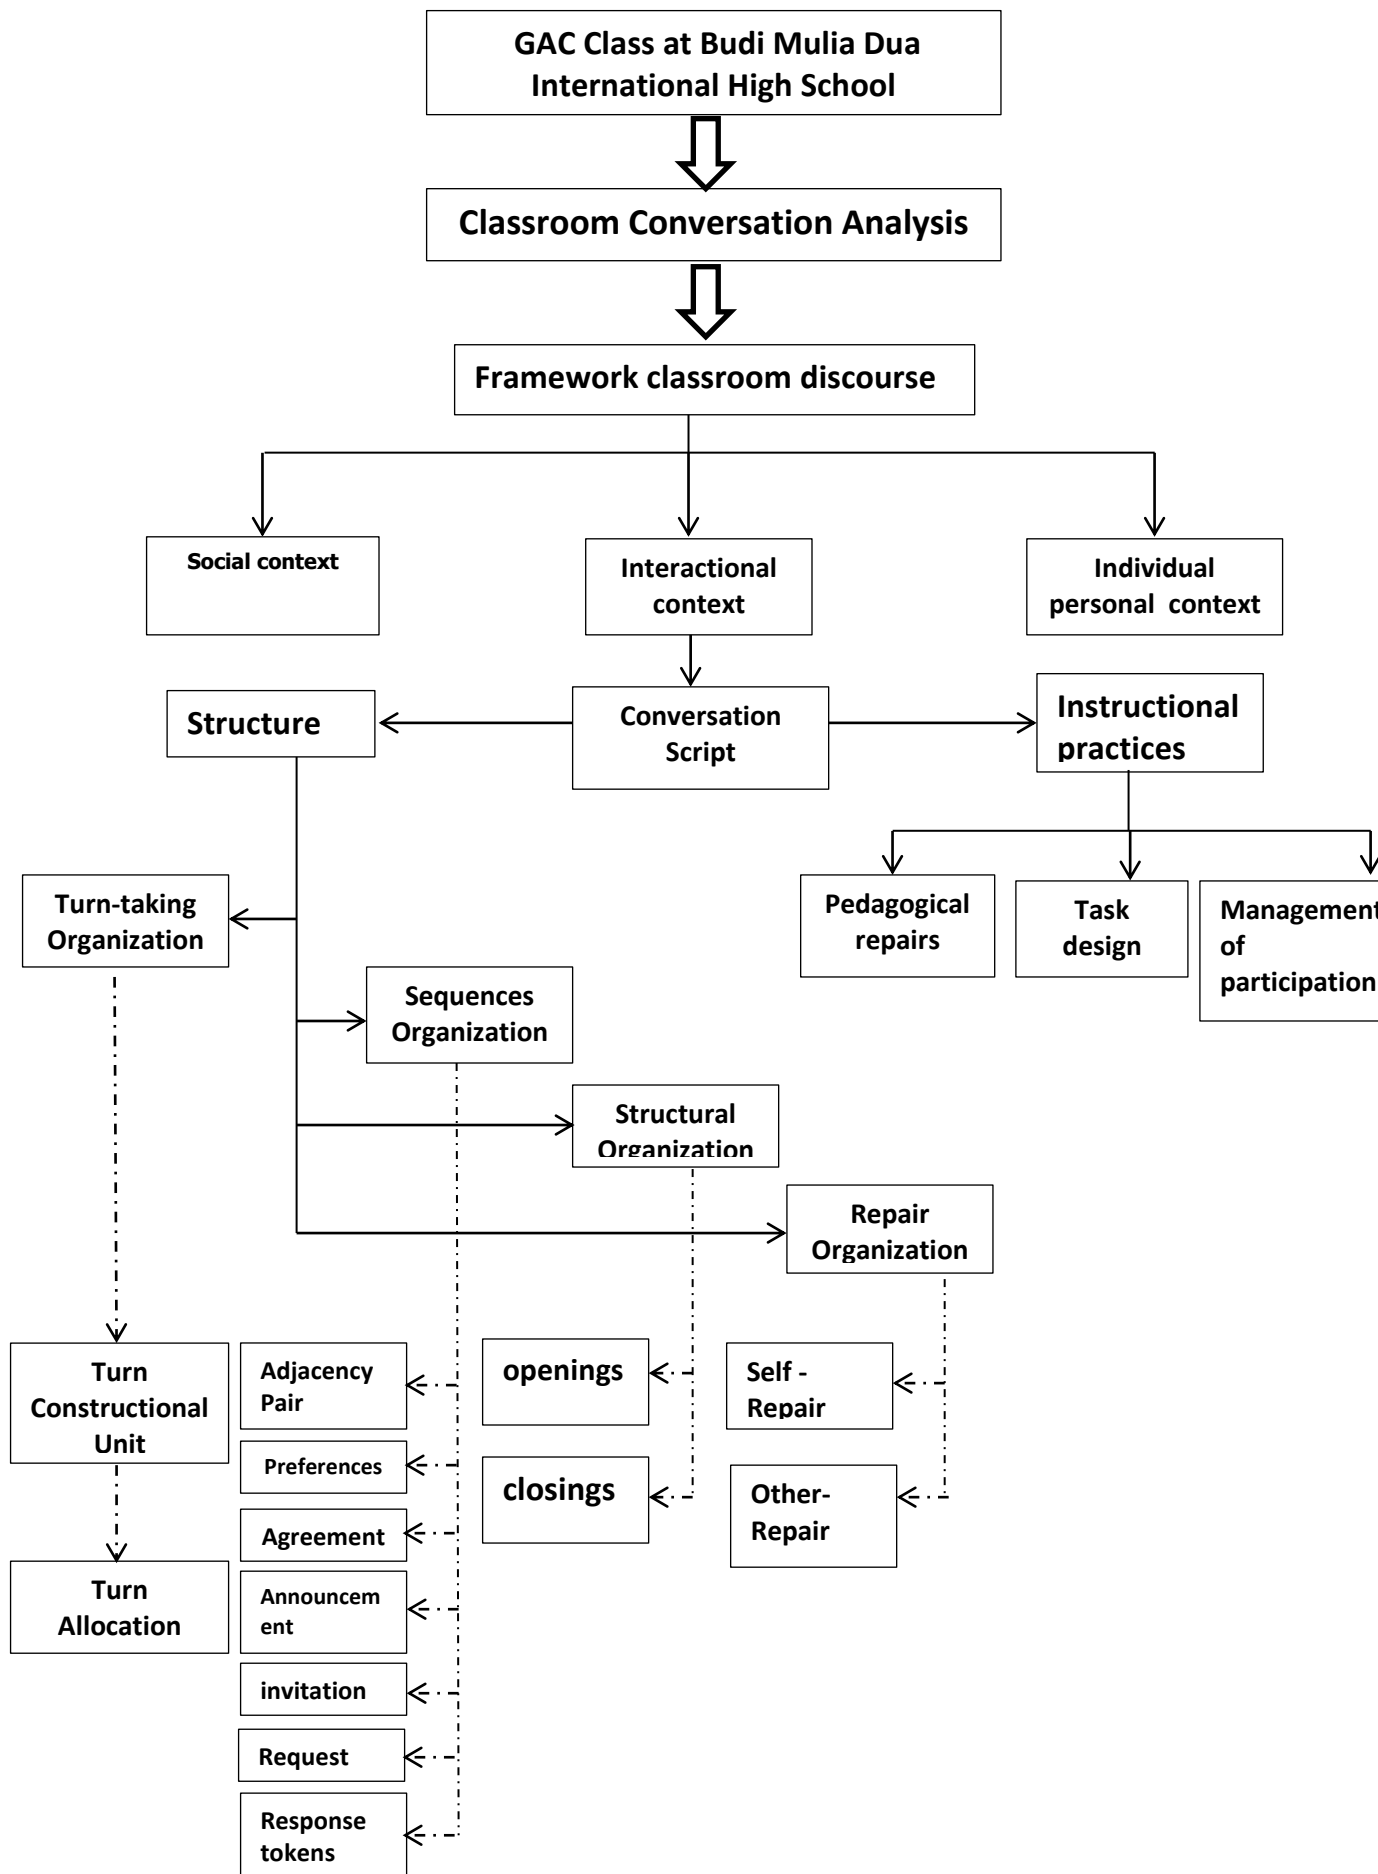 GAC Class at Budi Mulia Dua
International High School
Classroom Conversation Analysis
Framework classroom discourse
Social context
Interactional
context
Individual
personal context
Structure
Conversation
Script
Instructional
practices
Turn-taking
Organization
Pedagogical
repairs
Task
design
Management
of
participation
Sequences
Organization
Structural
Organization
Repair
Organization
Turn
Constructional
Unit
Adjacency
Pair
openings
Self -
Repair
Preferences
closings
Other-
Repair
Agreement
Turn
Allocation
Announcem
ent
invitation
Request
Response
tokens